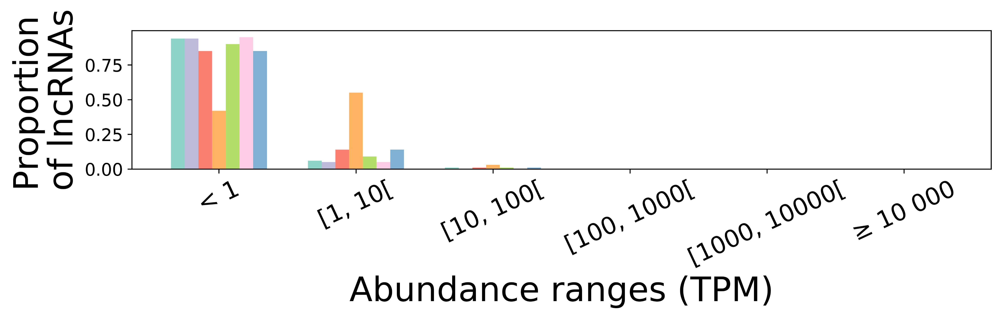 Proportion
of lncRNAs
0.75
0.50
0.25
0.00
< 1
[1, 10[
[10, 100[
[100, 1000[
[1000, 10000[
≥ 10 000
Abundance ranges (TPM)